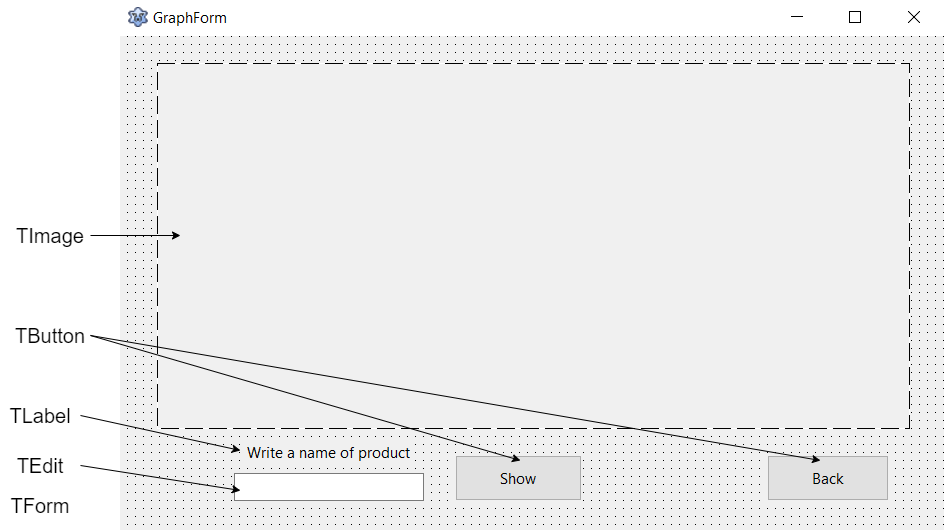 GraphForm
TImage
TButton
TLabel
Write a name of product
TEdit
Show
Back
TForm